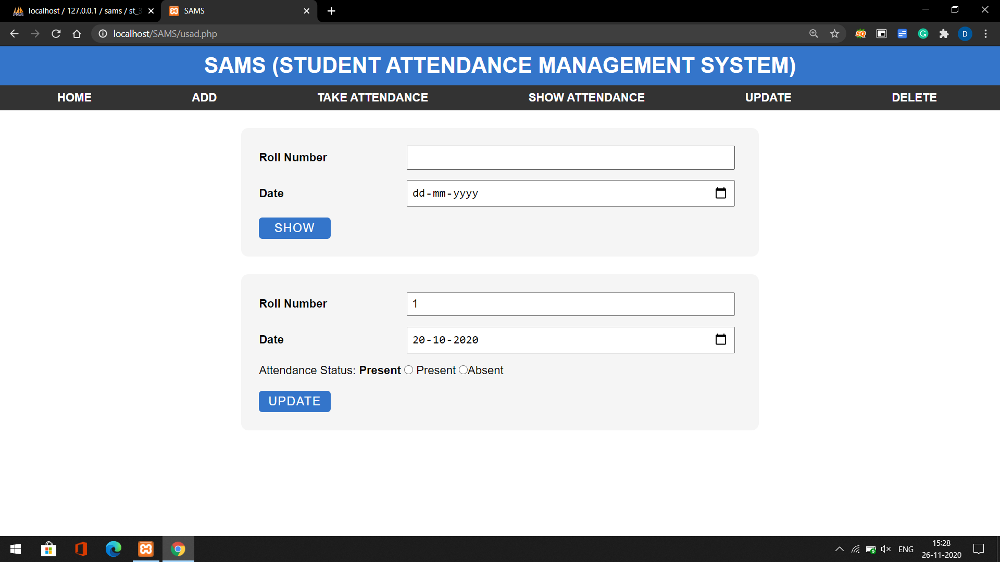 localhost / 127.0.0.1 / sams / st_3
SAMS
localhost/SAMS/usad.php
SQ
G
D
SAMS (STUDENT ATTENDANCE MANAGEMENT SYSTEM)
HOME ADD TAKE ATTENDANCE SHOW ATTENDANCE UPDATE DELETE
Roll Number
Date dd-mm-yyyy
SHOW
Roll Number 1
Date 20-10-2020
Attendance Status: Present Present Absent
UPDATE
ENG
15:28
26-11-2020